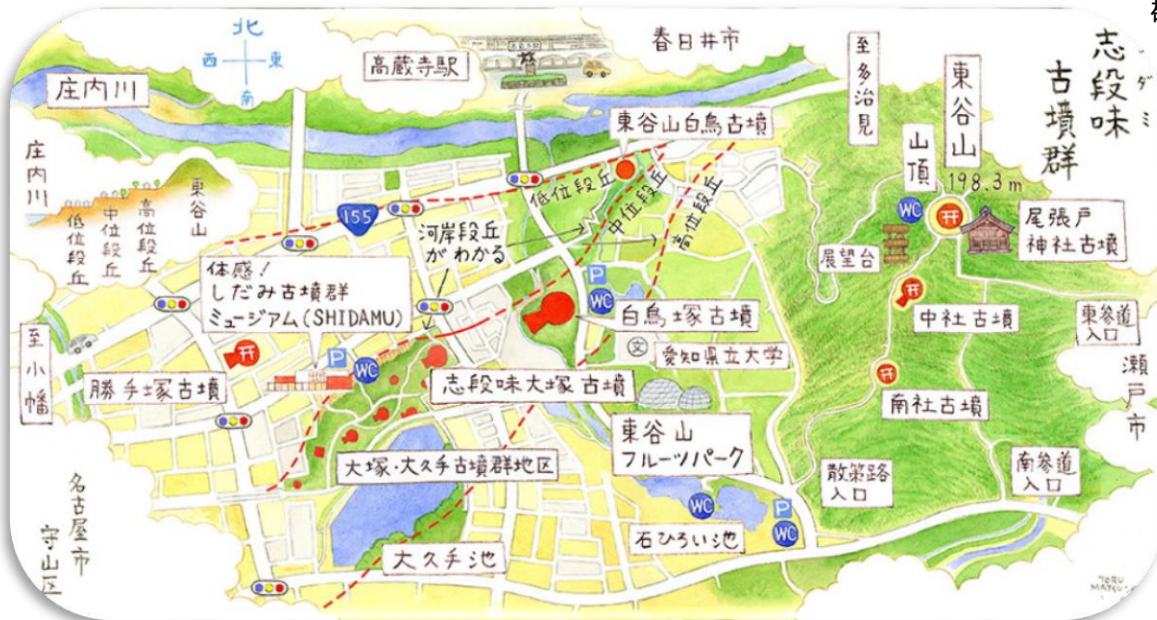 志段味
シダミ
古墳群
北
西
東
南
庄内川
高蔵寺駅
春日井市
至多治見
東谷山
山頂
198.3m
WC
展望台
尾張戸
神社古墳
中社古墳
南社古墳
東参道
入口
瀬戸市
南参道
入口
散策路
入口
東谷山白鳥古墳
低位段丘
中位段丘
高位段丘
河岸段丘
がわかる
155
庄内川
東谷山
高位段丘
中位段丘
低位段丘
体感!
しだみ古墳群
ミュージアム(SHIDAMU)
P
WC
P
WC
白鳥塚古墳
文
愛知県立大学
至小幡
勝手塚古墳
志段味大塚古墳
東谷山
フルーツパーク
大塚・大久手古墳群地区
大久手池
WC
石ひろい池
P
WC
名古屋市
守山区
TORU